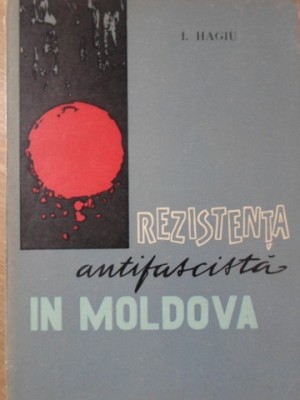 I. HAGIU
REZISTENȚA
antifascistă
IN MOLDOVA